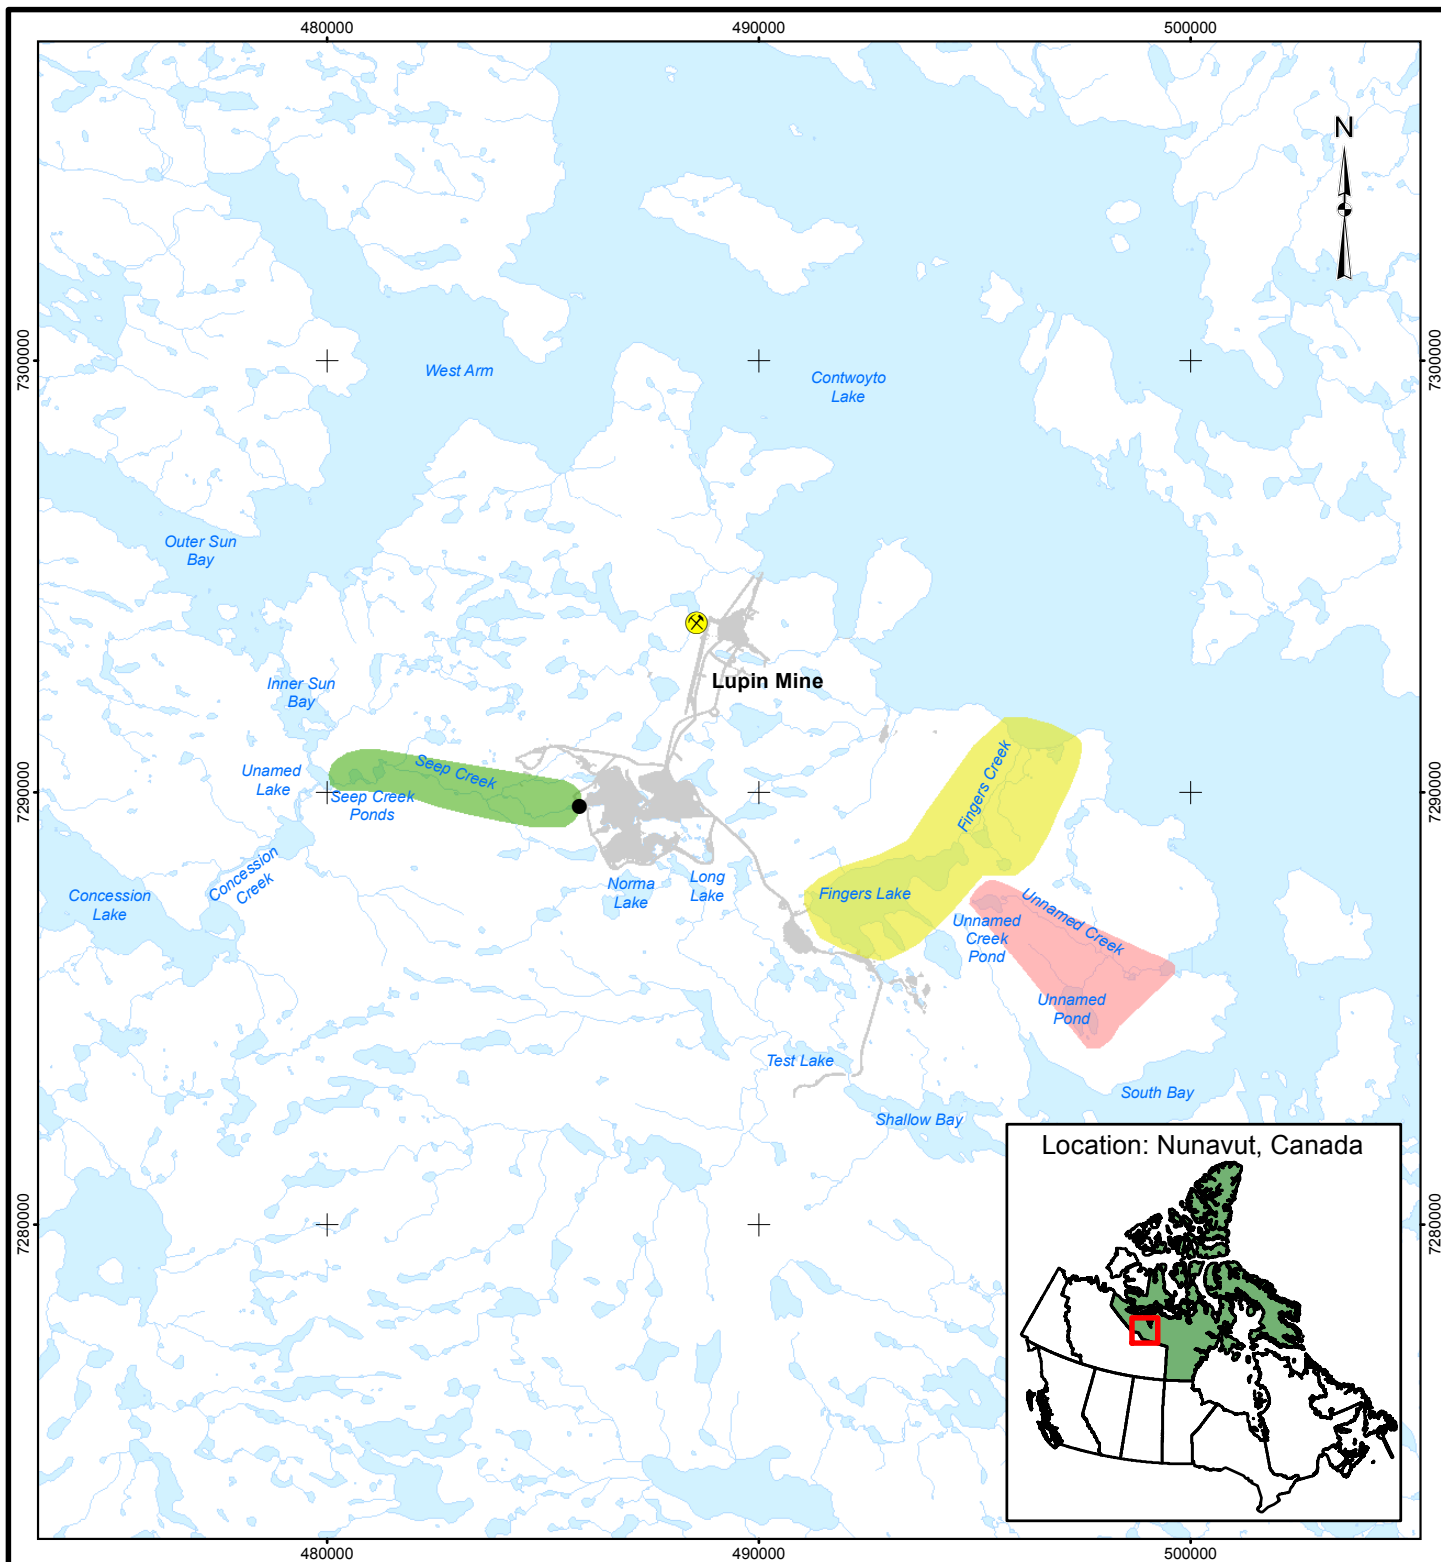 480000
490000
500000
N
7300000
7300000
West Arm
Contwoyto
Lake
Outer Sun
Bay
Lupin Mine
Inner Sun
Bay
Fingers Creek
Seep Creek
Unamed
Lake
7290000
7290000
Seep Creek
Ponds
Concession
Creek
Concession
Lake
Norma
Lake
Long
Lake
Fingers Lake
Unnamed Creek
Unnamed
Creek
Pond
Unnamed
Pond
Test Lake
South Bay
Shallow Bay
Location: Nunavut, Canada
7280000
7280000
480000
490000
500000